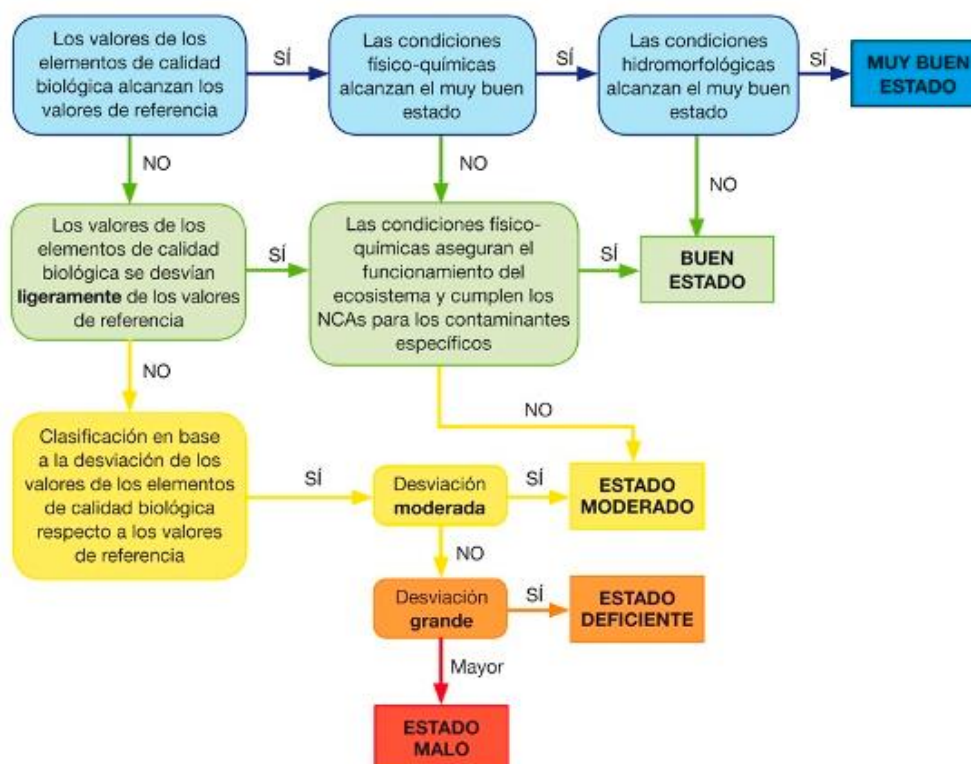 Los valores de los
elementos de calidad
biológica alcanzan los
valores de referencia
SÍ
Las condiciones
físico-químicas
alcanzan el muy buen
estado
SÍ
Las condiciones
hidromorfológicas
alcanzan el muy buen
estado
SÍ
MUY BUEN
ESTADO
NO
NO
NO
Los valores de los
elementos de calidad
biológica se desvían
ligeramente de los valores
de referencia
SÍ
Las condiciones físico-
químicas aseguran el
funcionamiento del
ecosistema y cumplen los
NCAs para los contaminantes
específicos
SÍ
BUEN
ESTADO
NO
NO
Clasificación en base
a la desviación de los
valores de los elementos
de calidad biológica
respecto a los valores
de referencia
SÍ
Desviación
moderada
SÍ
ESTADO
MODERADO
NO
Desviación
grande
SÍ
ESTADO
DEFICIENTE
Mayor
ESTADO
MALO